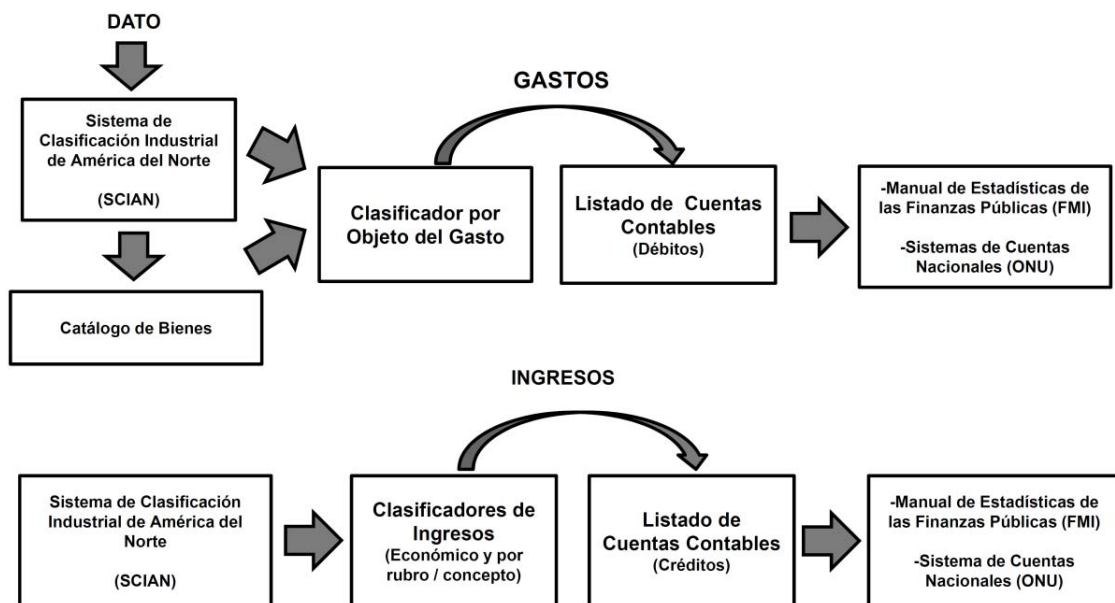 DATO
Sistema de
Clasificación Industrial
de América del Norte
(SCIAN)
Catálogo de Bienes
GASTOS
Clasificador por
Objeto del Gasto
Listado de Cuentas
Contables
(Débitos)
-Manual de Estadísticas de
las Finanzas Públicas (FMI)
-Sistemas de Cuentas
Nacionales (ONU)
INGRESOS
Sistema de Clasificación
Industrial de América del
Norte
(SCIAN)
Clasificadores de
Ingresos
(Económico y por
rubro / concepto)
Listado de
Cuentas Contables
(Créditos)
-Manual de Estadísticas de
las Finanzas Públicas (FMI)
-Sistema de Cuentas
Nacionales (ONU)